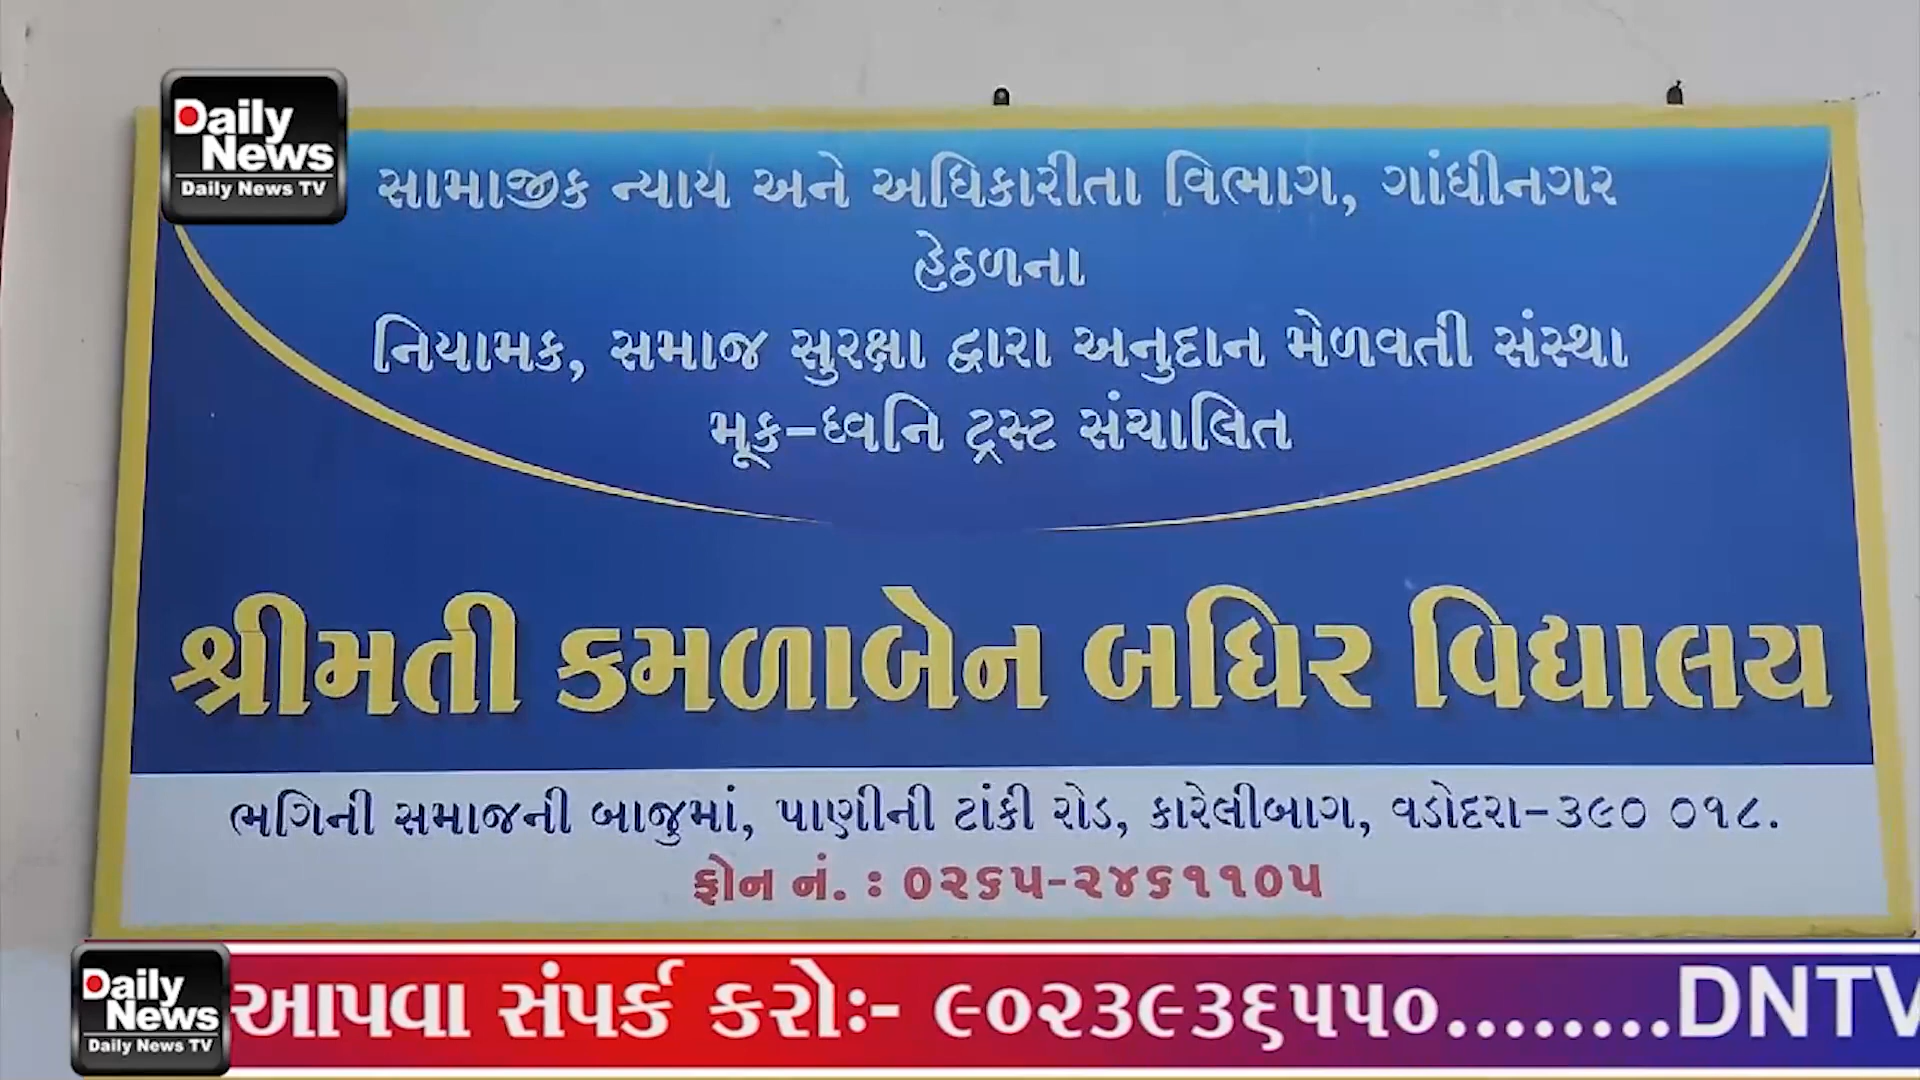 Daily
News
Daily News TV
સામાજીક ન્યાય અને અધિકારીતા વિભાગ, ગાંધીનગર
હેઠળના
નિયામક, સમાજ સુરક્ષા દ્વારા અનુદાન મેળવતી સંસ્થા
મૂક-ધ્વનિ ટ્રસ્ટ સંચાલિત
શ્રીમતી કમળાબેન બધિર વિદ્યાલય
ભગિની સમાજની બાજુમાં, પાણીની ટાંકી રોડ, કારેલીબાગ, વડોદરા-૩૯૦ ૦૧૮.
ફોન નં. : ૦૨૬૫-૨૪૬૧૧૦૫
Daily
News
Daily News TV
આપવા સંપર્ક કરોઃ- ૯૦૨૩૯૩૬૫૫૦........DNTV